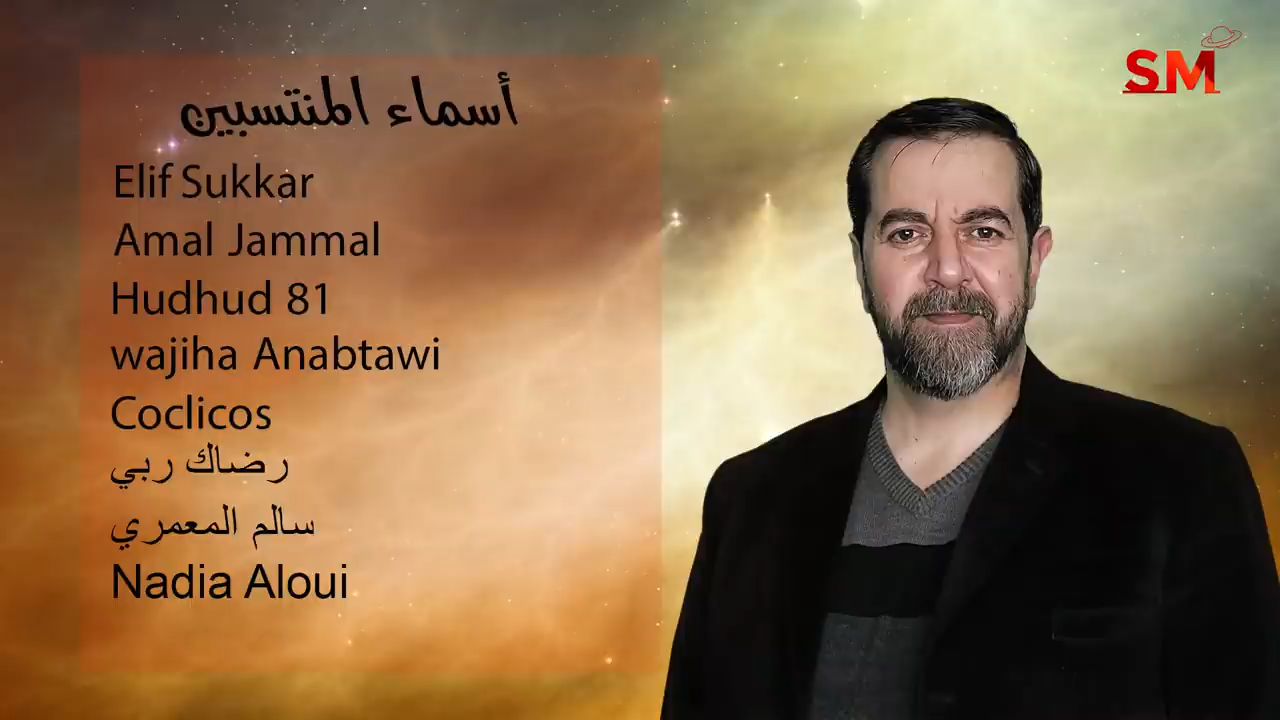 SM
أسماء المنتسبين
Elif Sukkar
Amal Jammal
Hudhud 81
wajiha Anabtawi
Coclicos
رضاك ربي
سالم المعمري
Nadia Aloui